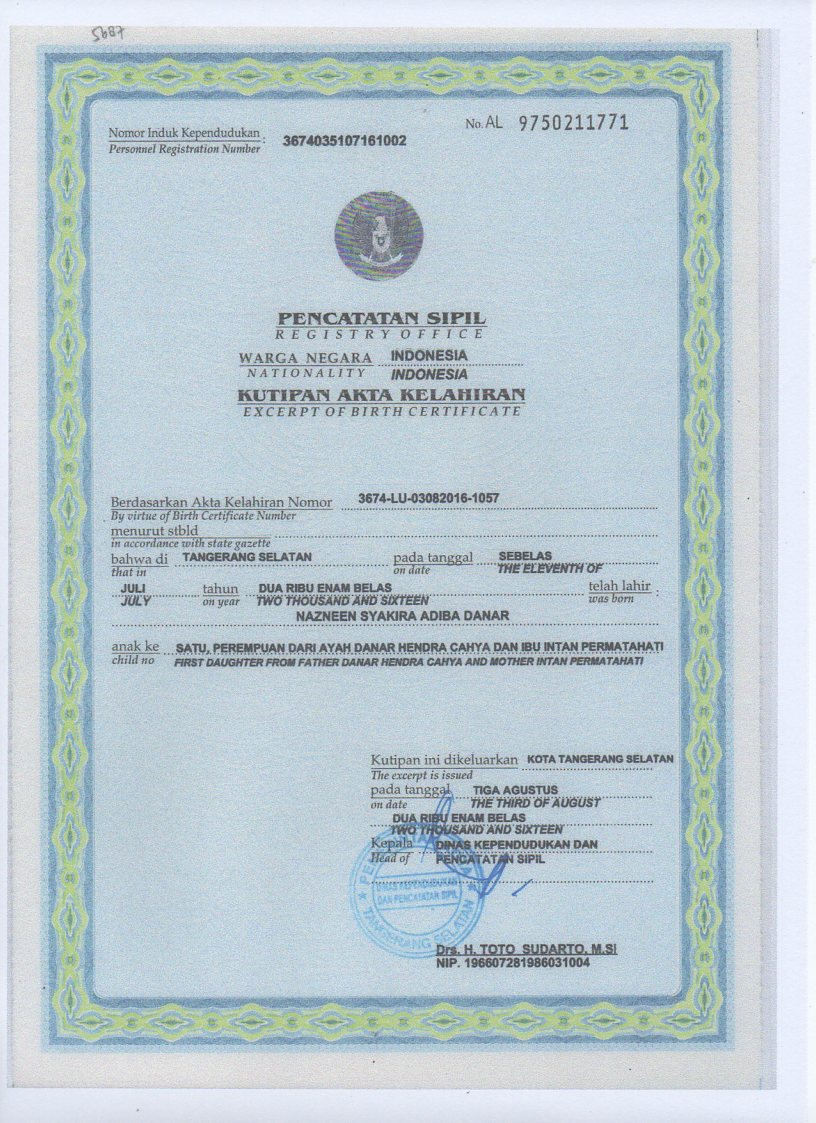 5687
Nomor Induk Kependudukan : 3674035107161002
Personnel Registration Number
No. AL 9750211771
PENCATATAN SIPIL
REGISTRY OFFICE
WARGA NEGARA INDONESIA
NATIONALITY INDONESIA
KUTIPAN AKTA KELAHIRAN
EXCERPT OF BIRTH CERTIFICATE
Berdasarkan Akta Kelahiran Nomor 3674-LU-03082016-1057
By virtue of Birth Certificate Number
menurut stbld
in accordance with state gazette
bahwa di TANGERANG SELATAN pada tanggal SEBELAS
that in on date THE ELEVENTH OF
JULI tahun DUA RIBU ENAM BELAS telah lahir :
JULY on year TWO THOUSAND AND SIXTEEN was born
NAZNEEN SYAKIRA ADIBA DANAR
anak ke SATU, PEREMPUAN DARI AYAH DANAR HENDRA CAHYA DAN IBU INTAN PERMATAHATI
child no FIRST DAUGHTER FROM FATHER DANAR HENDRA CAHYA AND MOTHER INTAN PERMATAHATI
Kutipan ini dikeluarkan KOTA TANGERANG SELATAN
The excerpt is issued
pada tanggal TIGA AGUSTUS
on date THE THIRD OF AUGUST
DUA RIBU ENAM BELAS
TWO THOUSAND AND SIXTEEN
Kepala DINAS KEPENDUDUKAN DAN
Head of PENCATATAN SIPIL
DINAS KEPENDUDUKAN
DAN PENCATATAN SIPIL
TANGERANG SELATAN
Drs. H. TOTO SUDARTO, M.SI
NIP. 196607281986031004